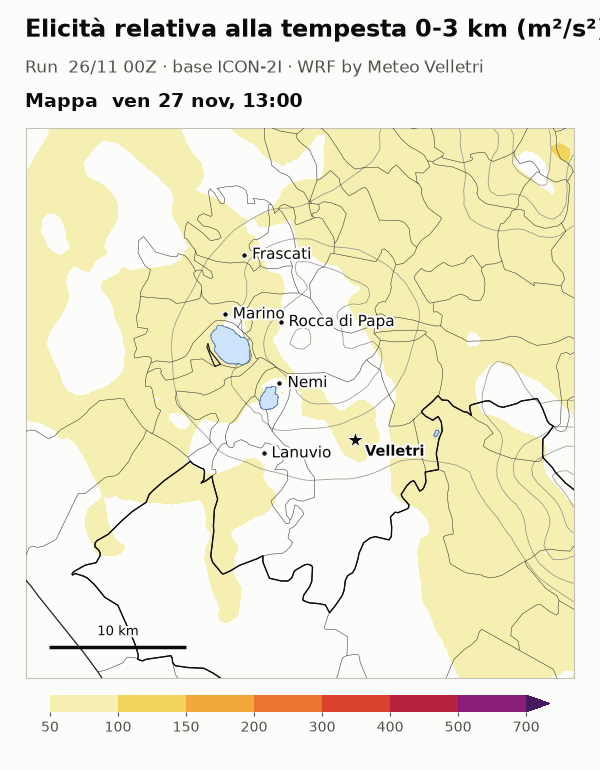 Elicità relativa alla tempesta 0-3 km (m²/s²)
Run 26/11 00Z · base ICON-2I · WRF by Meteo Velletri
Mappa ven 27 nov, 13:00
Frascati
Marino
Rocca di Papa
Nemi
Velletri
Lanuvio
10 km
50 100 150 200 300 400 500 700